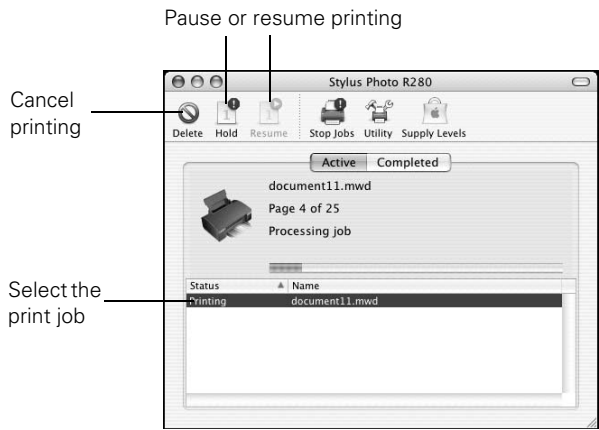 Pause or resume printing
Cancel
printing
Stylus Photo R280
Delete Hold Resume Stop Jobs Utility Supply Levels
Active Completed
document11.mwd
Page 4 of 25
Processing job
Select the
print job
Status Name
Printing document11.mwd